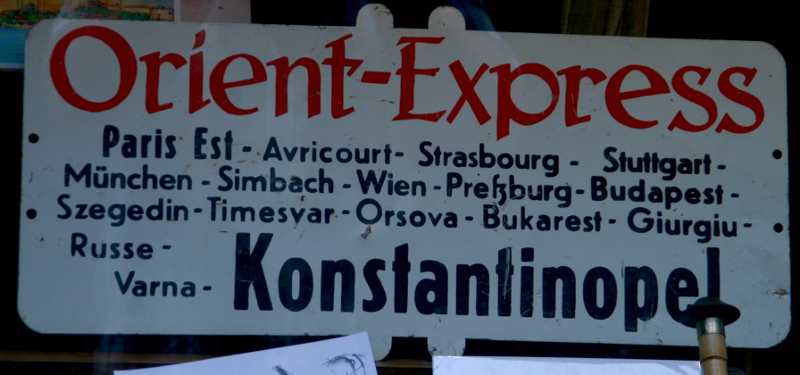 Orient-Express
Paris Est - Avricourt- Strasbourg - Stuttgart -
München - Simbach - Wien - Preßburg - Budapest -
Szegedin - Timesvar - Orsova - Bukarest - Giurgiu -
Russe -
Varna - Konstantinopel